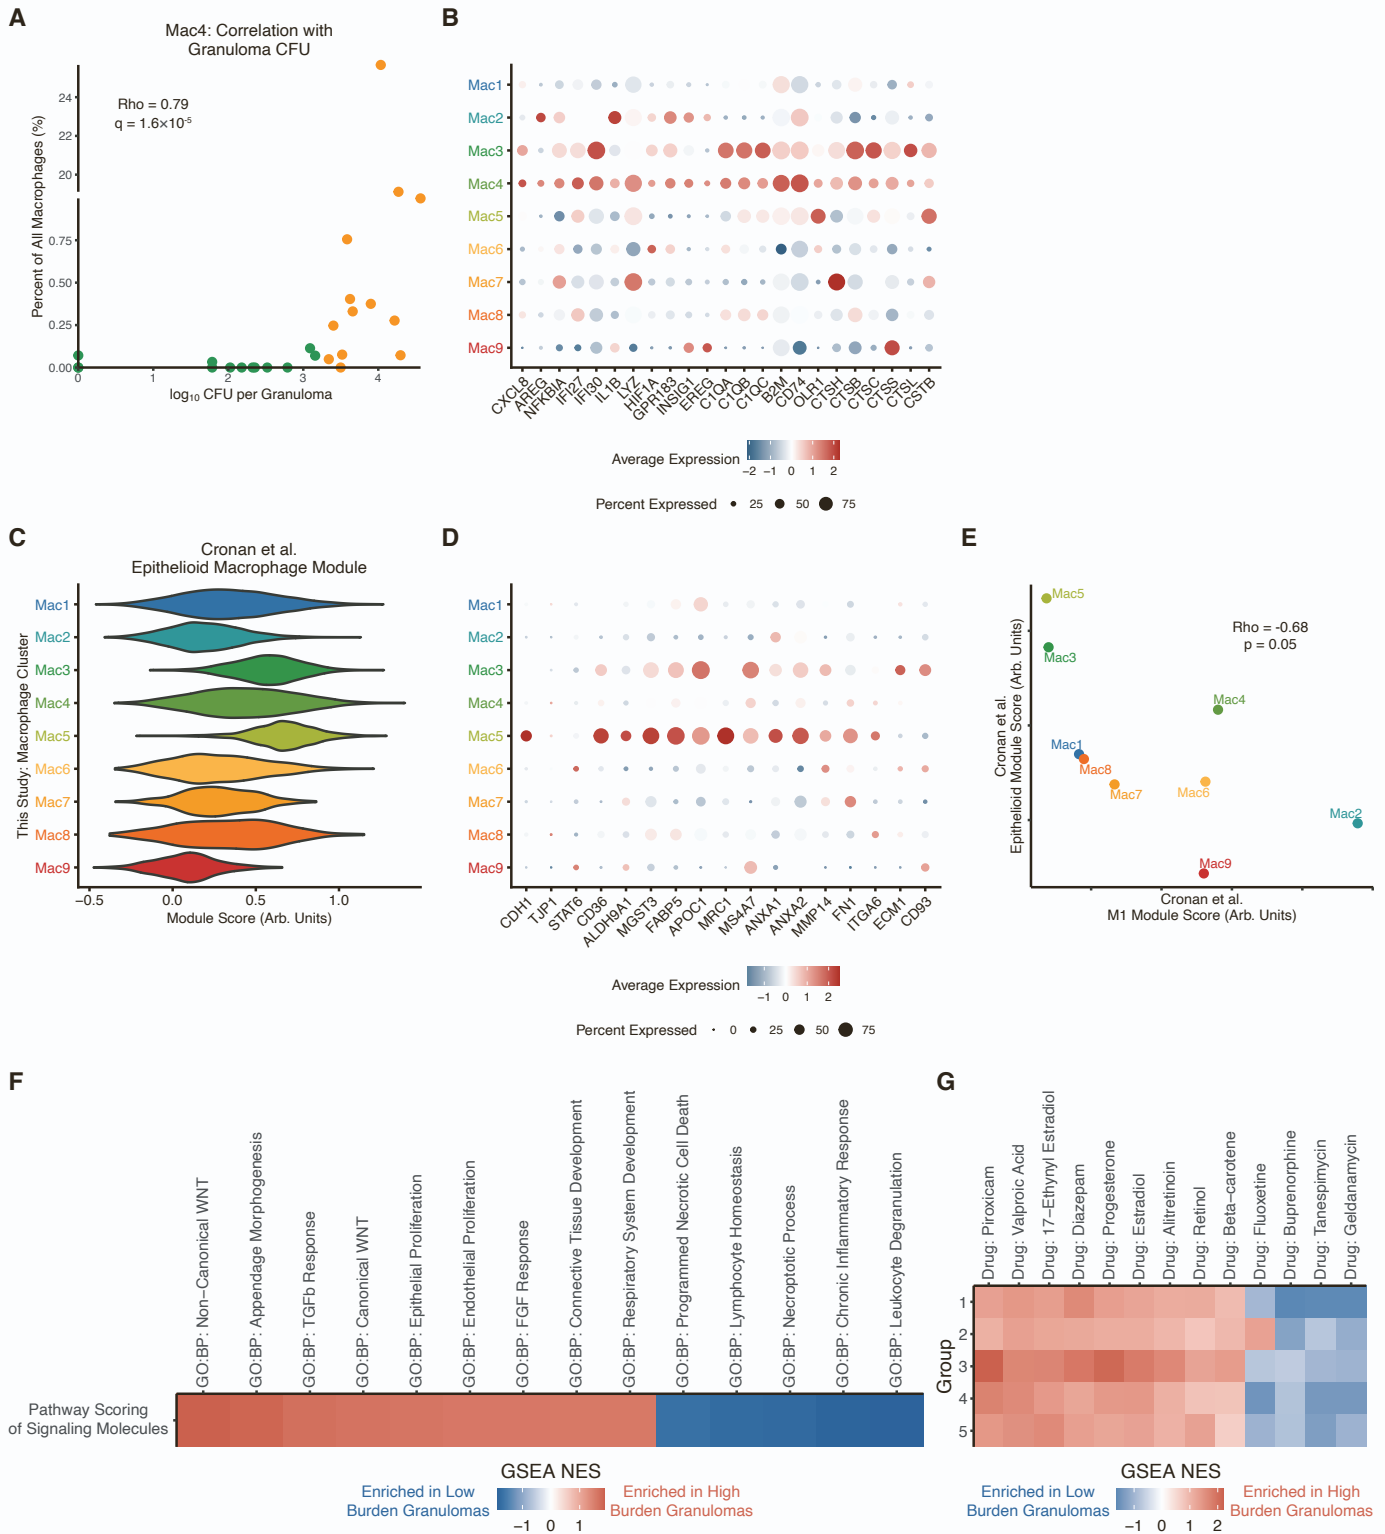 A
Mac4: Correlation with
Granuloma CFU
Rho = 0.79
q = 1.6×10-5
Percent of All Macrophages (%)
24
22
20
0.75
0.50
0.25
0.00
0
1
2
3
4
log10 CFU per Granuloma
B
Mac1
Mac2
Mac3
Mac4
Mac5
Mac6
Mac7
Mac8
Mac9
CXCL8
AREG
NFKBIA
IFI27
IFI30
IL1B
LYZ
HIF1A
GPR183
INSIG1
EREG
C1QA
C1QB
C1QC
B2M
CD74
OLR1
CTSH
CTSB
CTSC
CTSS
CTSL
CSTB
Average Expression
−2 −1 0 1 2
Percent Expressed 25 50 75
C
Cronan et al.
Epithelioid Macrophage Module
This Study: Macrophage Cluster
Mac1
Mac2
Mac3
Mac4
Mac5
Mac6
Mac7
Mac8
Mac9
−0.5 0.0 0.5 1.0
Module Score (Arb. Units)
D
Mac1
Mac2
Mac3
Mac4
Mac5
Mac6
Mac7
Mac8
Mac9
CDH1
TJP1
STAT6
CD36
ALDH9A1
MGST3
FABP5
APOC1
MRC1
MS4A7
ANXA1
ANXA2
MMP14
FN1
ITGA6
ECM1
CD93
Average Expression
−1 0 1 2
Percent Expressed 0 25 50 75
E
Cronan et al.
Epithelioid Module Score (Arb. Units)
Rho = -0.68
p = 0.05
Mac5
Mac3
Mac4
Mac1
Mac8
Mac7
Mac6
Mac2
Mac9
Cronan et al.
M1 Module Score (Arb. Units)
F
GO:BP: Non−Canonical WNT
GO:BP: Appendage Morphogenesis
GO:BP: TGFb Response
GO:BP: Canonical WNT
GO:BP: Epithelial Proliferation
GO:BP: Endothelial Proliferation
GO:BP: FGF Response
GO:BP: Connective Tissue Development
GO:BP: Respiratory System Development
GO:BP: Programmed Necrotic Cell Death
GO:BP: Lymphocyte Homeostasis
GO:BP: Necroptotic Process
GO:BP: Chronic Inflammatory Response
GO:BP: Leukocyte Degranulation
Pathway Scoring
of Signaling Molecules
GSEA NES
Enriched in Low
Burden Granulomas
Enriched in High
Burden Granulomas
−1 0 1
G
Drug: Piroxicam
Drug: Valproic Acid
Drug: 17−Ethynyl Estradiol
Drug: Diazepam
Drug: Progesterone
Drug: Estradiol
Drug: Alitretinoin
Drug: Retinol
Drug: Beta−carotene
Drug: Fluoxetine
Drug: Buprenorphine
Drug: Tanespimycin
Drug: Geldanamycin
Group
1
2
3
4
5
GSEA NES
Enriched in Low
Burden Granulomas
Enriched in High
Burden Granulomas
−1 0 1 2